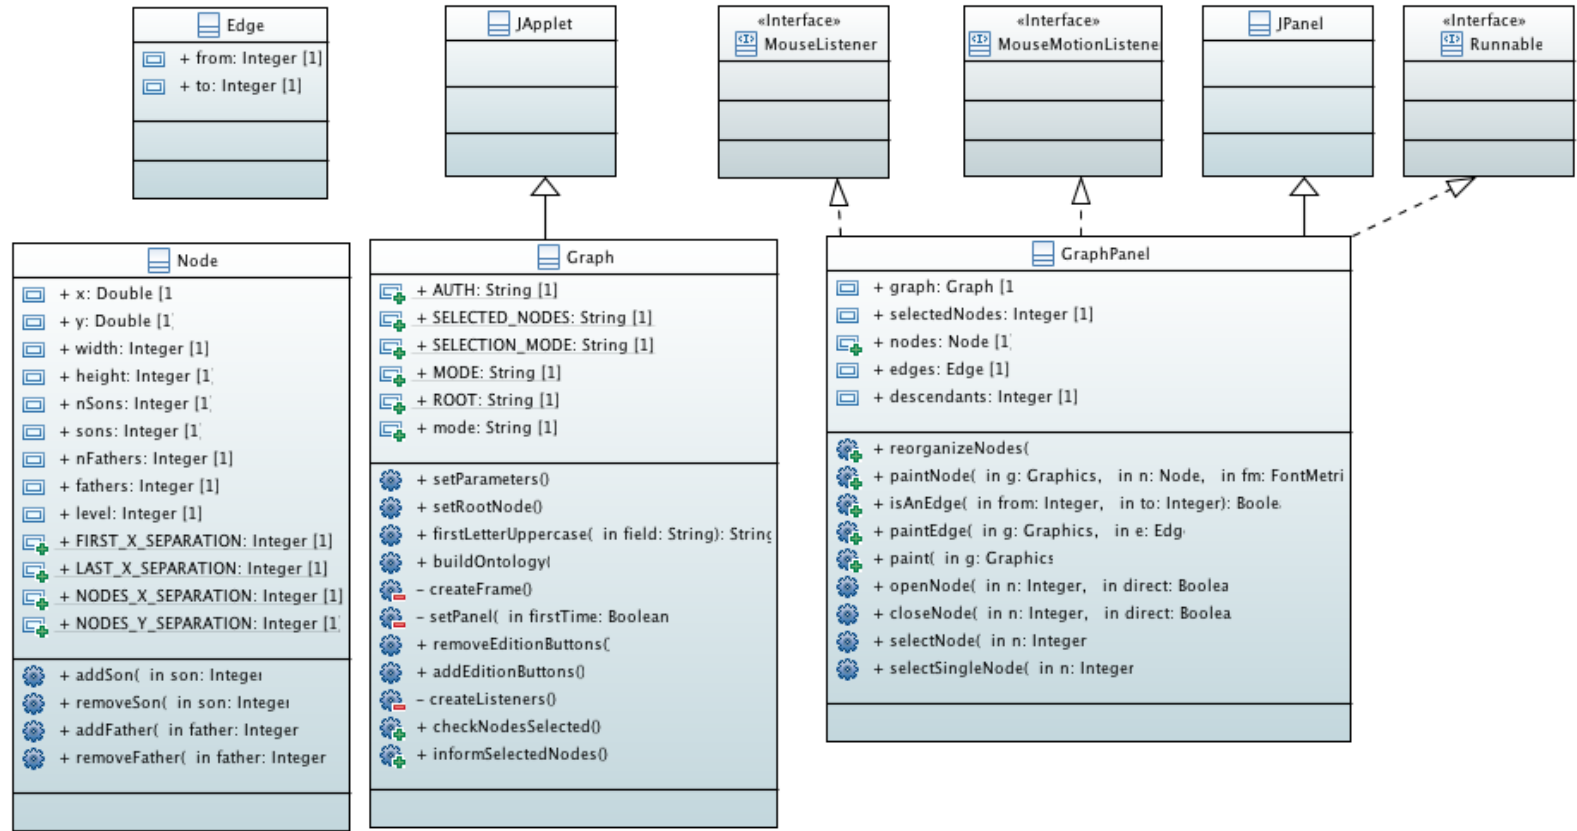 Edge
+ from: Integer [1]
+ to: Integer [1]
JApplet
«Interface»
MouseListener
«Interface»
MouseMotionListene
JPanel
«Interface»
Runnable
Node
+ x: Double [1
+ y: Double [1]
+ width: Integer [1]
+ height: Integer [1]
+ nSons: Integer [1]
+ sons: Integer [1]
+ nFathers: Integer [1]
+ fathers: Integer [1]
+ level: Integer [1]
+ FIRST_X_SEPARATION: Integer [1]
+ LAST_X_SEPARATION: Integer [1]
+ NODES_X_SEPARATION: Integer [1]
+ NODES_Y_SEPARATION: Integer [1]
+ addSon( in son: Integer
+ removeSon( in son: Integer
+ addFather( in father: Integer
+ removeFather( in father: Integer
Graph
+ AUTH: String [1]
+ SELECTED_NODES: String [1]
+ SELECTION_MODE: String [1]
+ MODE: String [1]
+ ROOT: String [1]
+ mode: String [1]
+ setParameters()
+ setRootNode()
+ firstLetterUppercase( in field: String): String
+ buildOntology(
- createFrame()
- setPanel( in firstTime: Boolean
+ removeEditionButtons(
+ addEditionButtons()
- createListeners()
+ checkNodesSelected()
+ informSelectedNodes()
GraphPanel
+ graph: Graph [1
+ selectedNodes: Integer [1]
+ nodes: Node [1]
+ edges: Edge [1]
+ descendants: Integer [1]
+ reorganizeNodes(
+ paintNode( in g: Graphics, in n: Node, in fm: FontMetri
+ isAnEdge( in from: Integer, in to: Integer): Boole
+ paintEdge( in g: Graphics, in e: Edg
+ paint( in g: Graphics
+ openNode( in n: Integer, in direct: Boolea
+ closeNode( in n: Integer, in direct: Boolea
+ selectNode( in n: Integer
+ selectSingleNode( in n: Integer